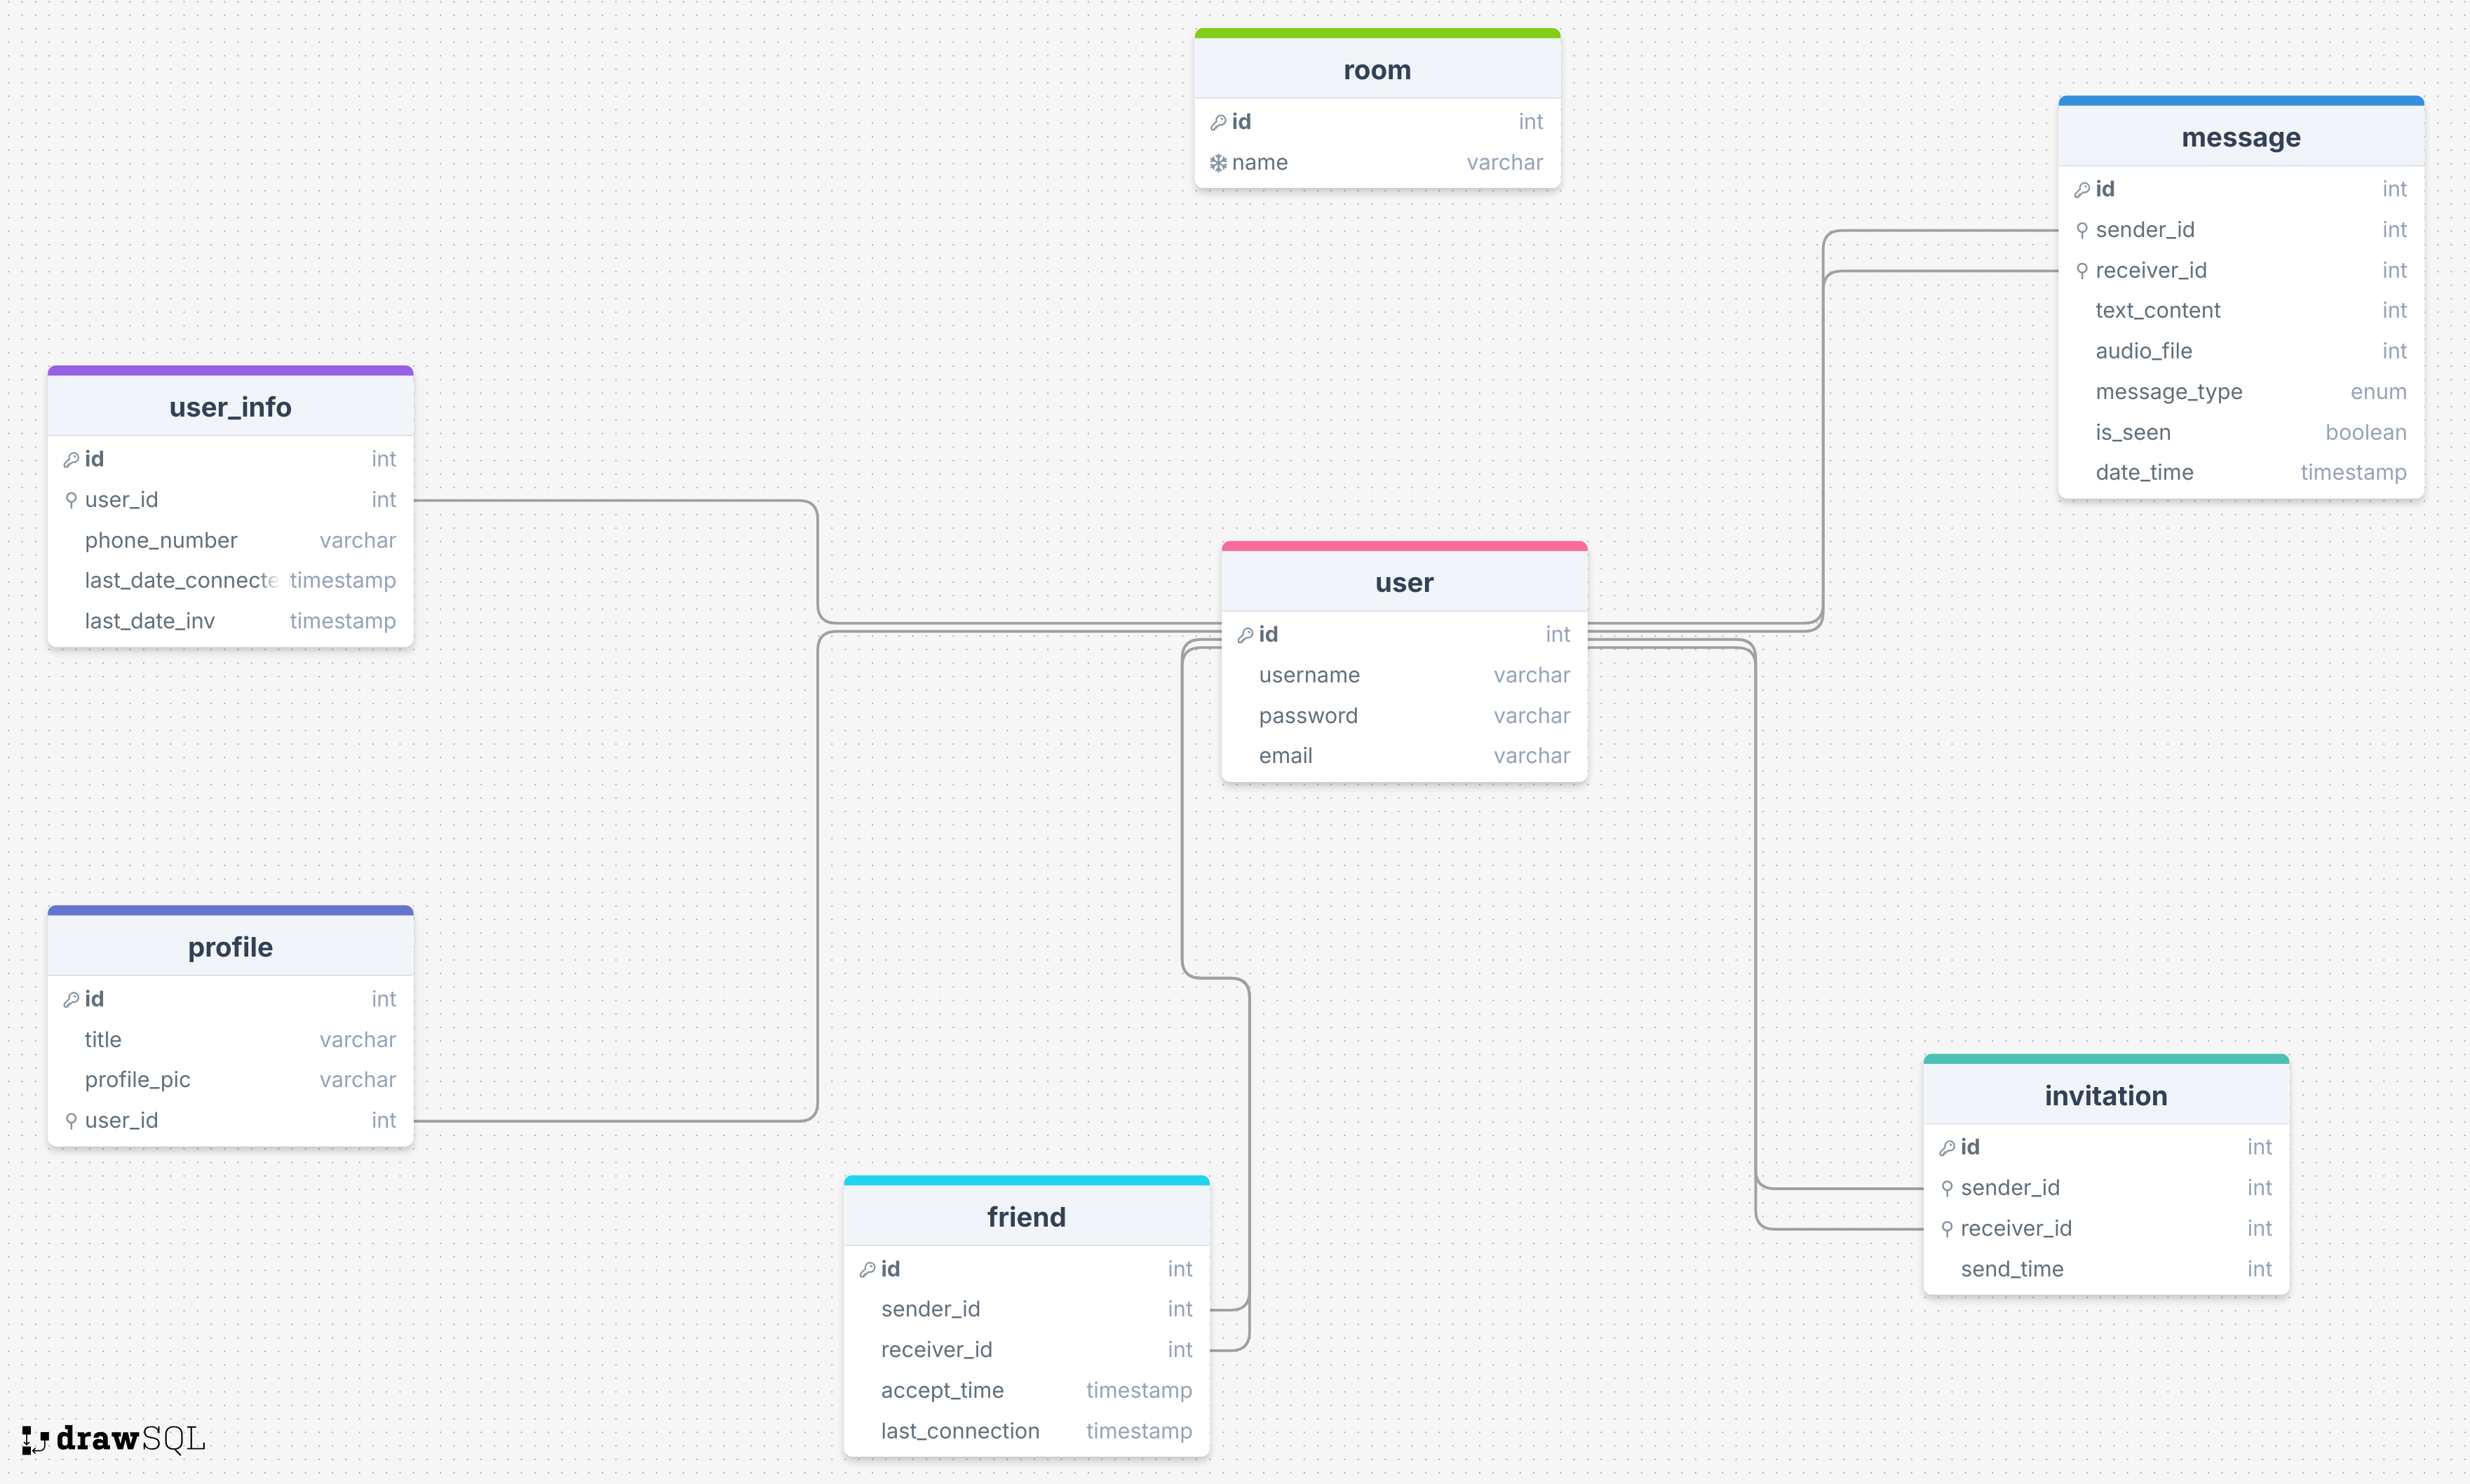 room
id int
name varchar
message
id int
sender_id int
receiver_id int
text_content int
audio_file int
message_type enum
is_seen boolean
date_time timestamp
user_info
id int
user_id int
phone_number varchar
last_date_connecte timestamp
last_date_inv timestamp
user
id int
username varchar
password varchar
email varchar
profile
id int
title varchar
profile_pic varchar
user_id int
invitation
id int
sender_id int
receiver_id int
send_time int
friend
id int
sender_id int
receiver_id int
accept_time timestamp
last_connection timestamp
drawSQL